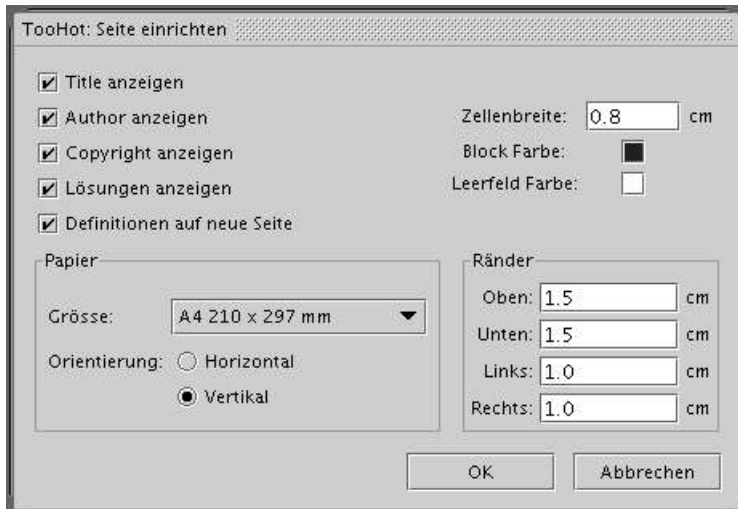 TooHot: Seite einrichten
Title anzeigen
Author anzeigen
Copyright anzeigen
Lösungen anzeigen
Definitionen auf neue Seite
Zellenbreite: 0.8 cm
Block Farbe:
Leerfeld Farbe:
Papier
Grösse: A4 210 x 297 mm
Orientierung: Horizontal
Vertikal
Ränder
Oben: 1.5 cm
Unten: 1.5 cm
Links: 1.0 cm
Rechts: 1.0 cm
OK Abbrechen